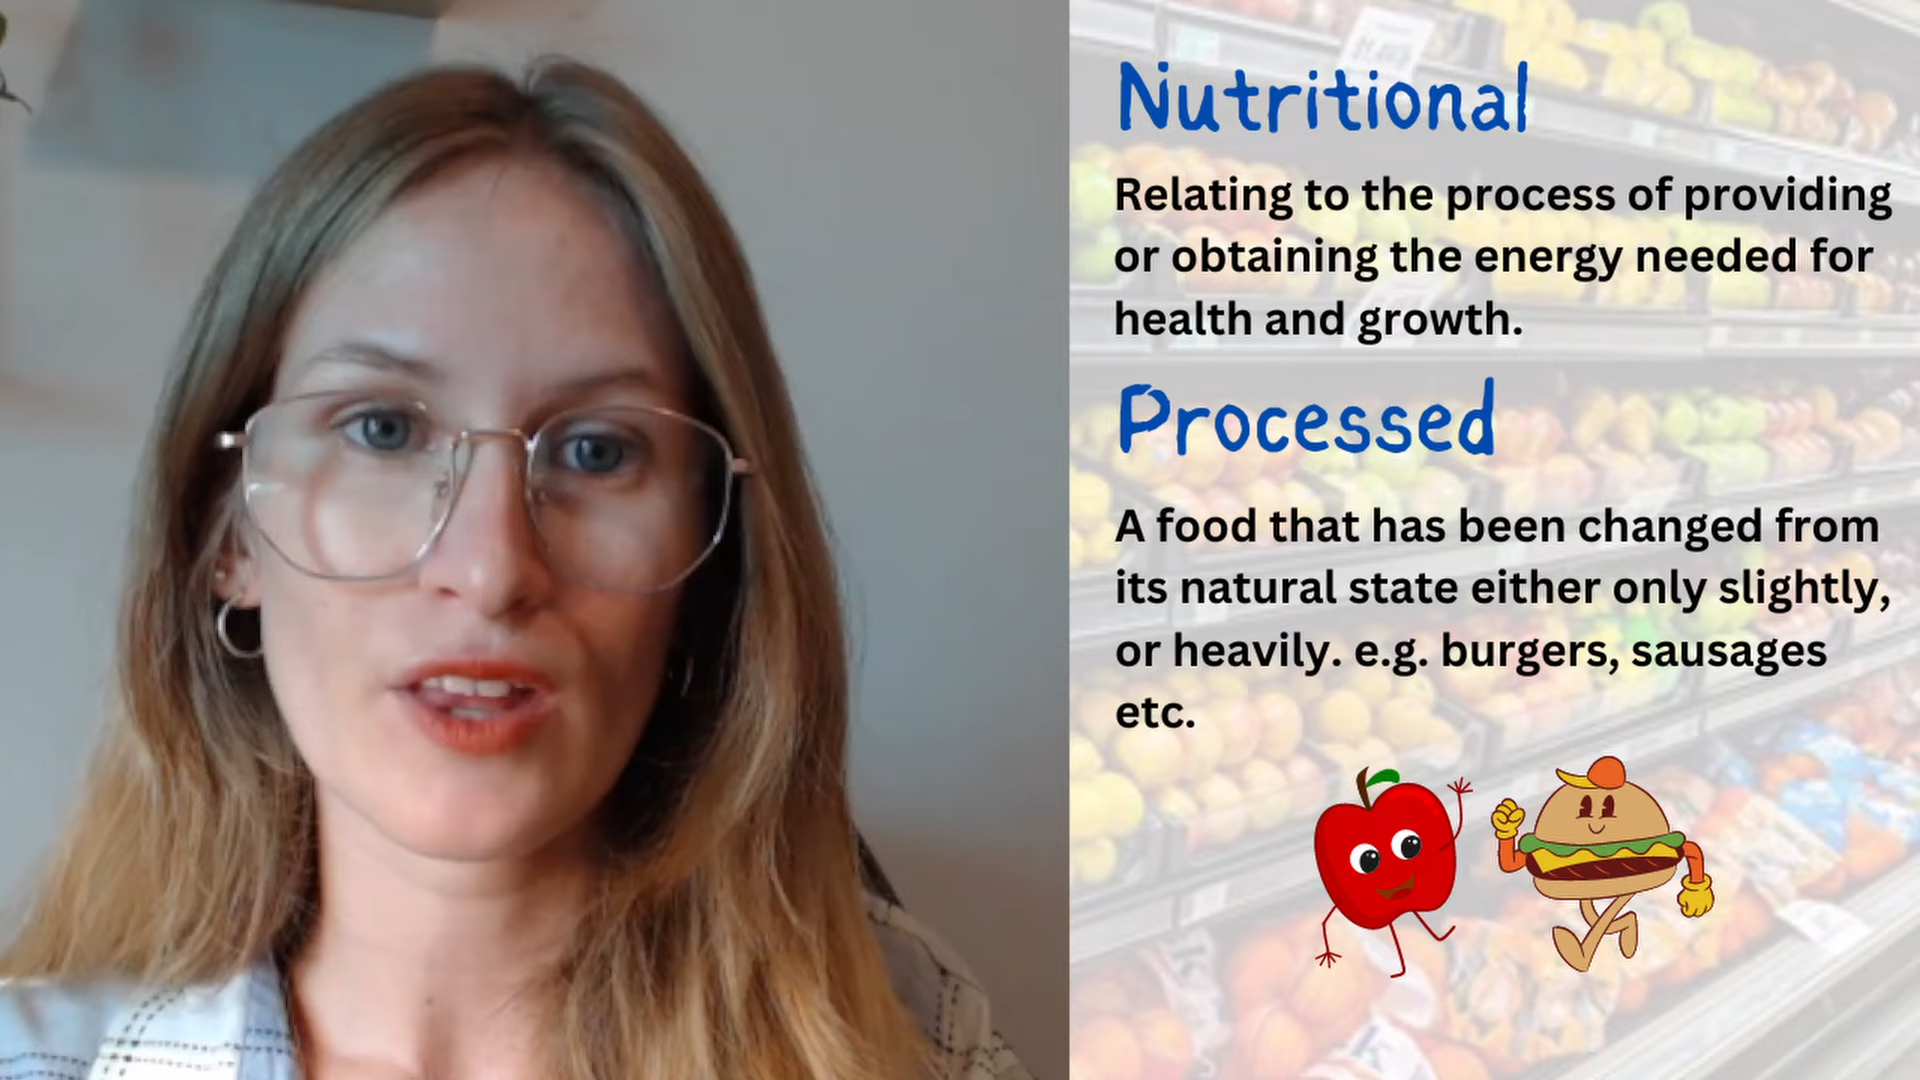 Nutritional
Relating to the process of providing
or obtaining the energy needed for
health and growth.
Processed
A food that has been changed from
its natural state either only slightly,
or heavily. e.g. burgers, sausages
etc.